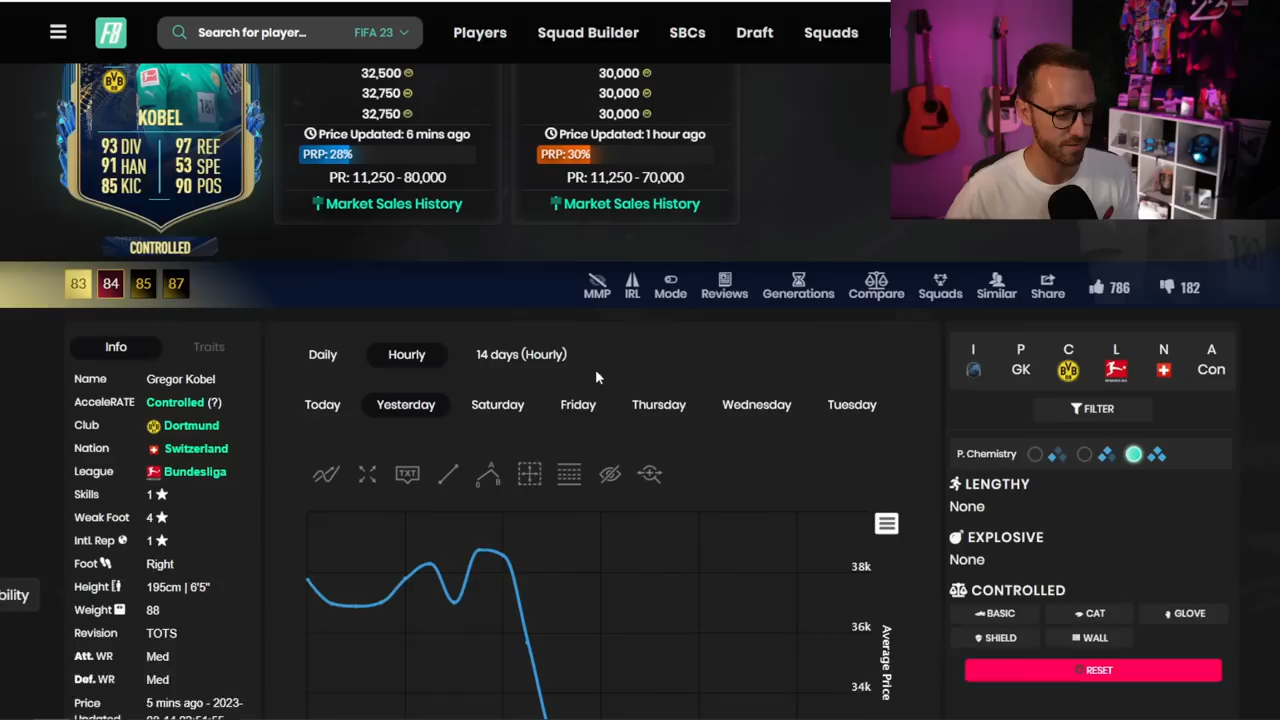 FB
Search for player...
FIFA 23
Players
Squad Builder
SBCs
Draft
Squads
23
BVB
09
KOBEL
93 DIV
97 REF
91 HAN
53 SPE
85 KIC
90 POS
CONTROLLED
32,500
32,750
32,750
Price Updated: 6 mins ago
PRP: 28%
PR: 11,250 - 80,000
Market Sales History
30,000
30,000
30,000
Price Updated: 1 hour ago
PRP: 30%
PR: 11,250 - 70,000
Market Sales History
83
84
85
87
MMP
IRL
Mode
Reviews
Generations
Compare
Squads
Similar
Share
786
182
Info
Traits
Name Gregor Kobel
AcceleRATE Controlled (?)
Club Dortmund
Nation Switzerland
League Bundesliga
Skills 1
Weak Foot 4
Intl. Rep 1
Foot Right
Height 195cm | 6'5"
Weight 88
Revision TOTS
Att. WR Med
Def. WR Med
Price 5 mins ago - 2023-
bility
Daily
Hourly
14 days (Hourly)
Today
Yesterday
Saturday
Friday
Thursday
Wednesday
Tuesday
TXT
38k
36k
34k
Average Price
I P C L N A
GK
Con
FILTER
P. Chemistry
LENGTHY
None
EXPLOSIVE
None
CONTROLLED
BASIC
CAT
GLOVE
SHIELD
WALL
RESET